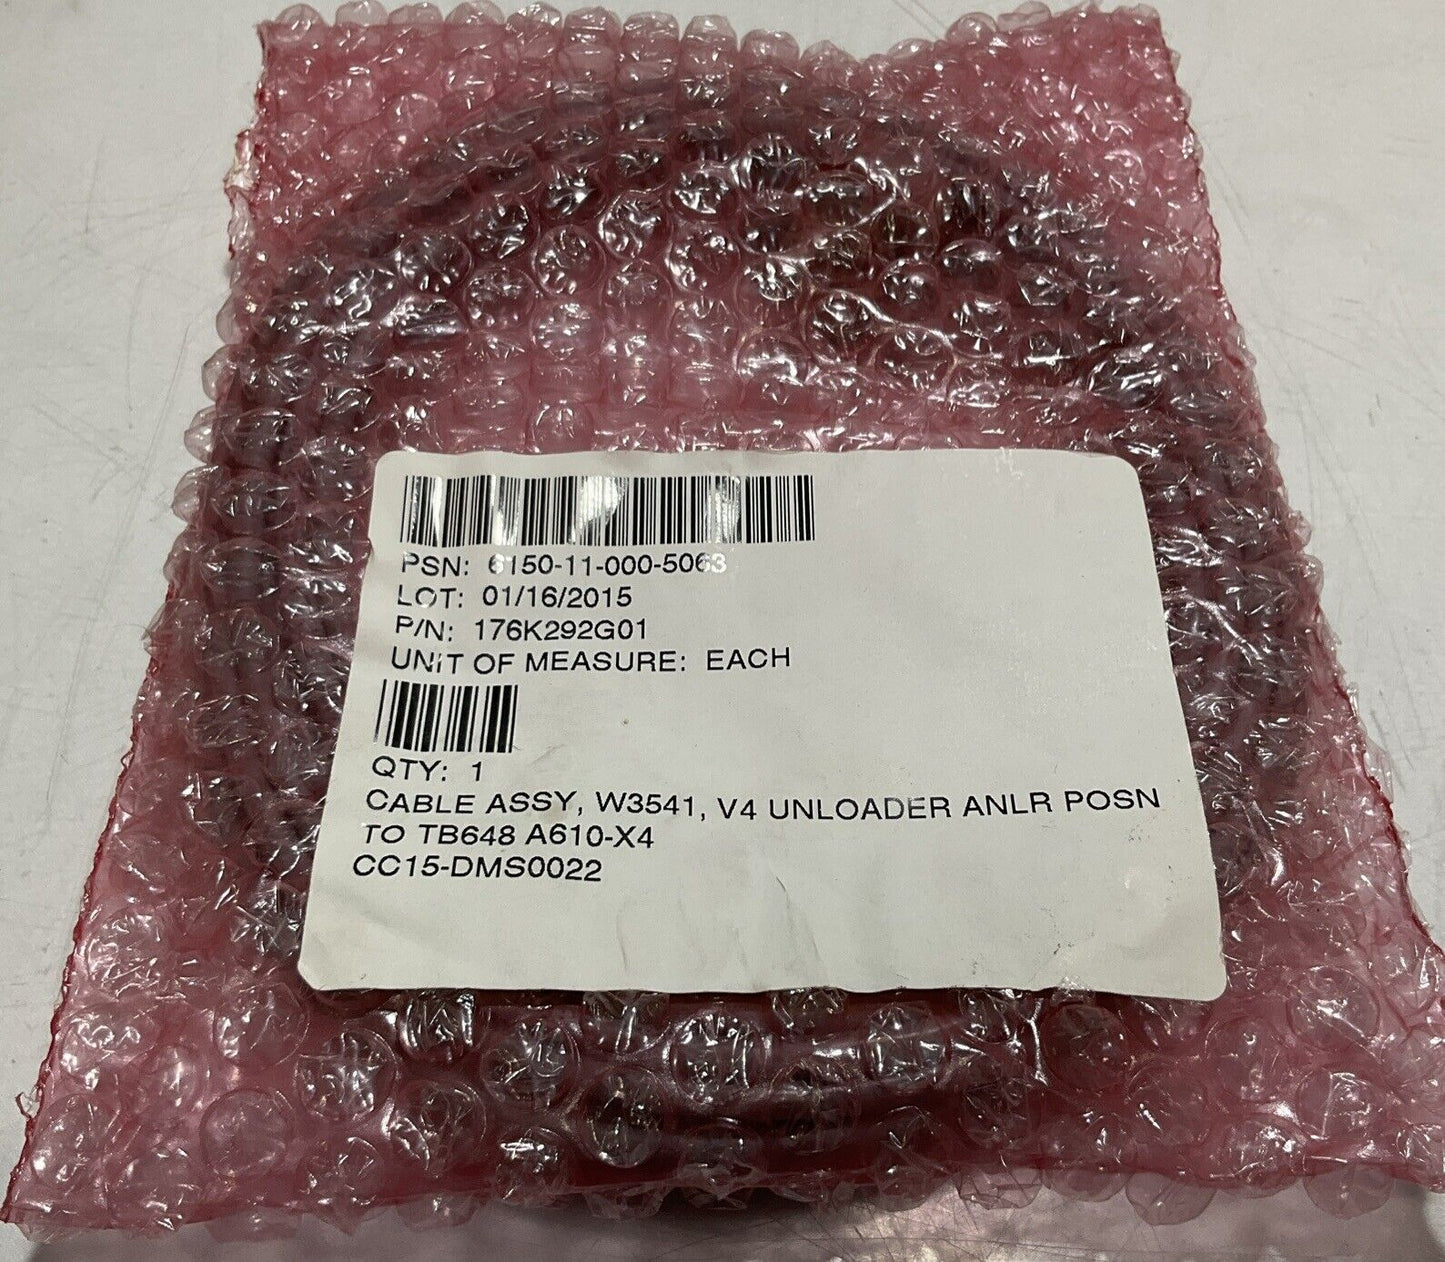 PSN: 6150-11-000-5063
LOT: 01/16/2015
P/N: 176K292G01
UNIT OF MEASURE: EACH
QTY: 1
CABLE ASSY, W3541, V4 UNLOADER ANLR POSN
TO TB648 A610-X4
CC15-DMS0022